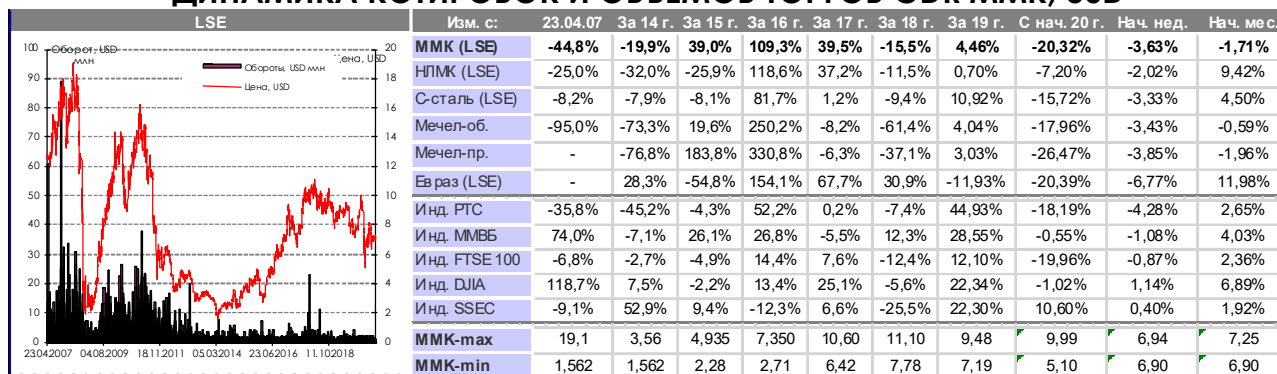 ДИНАМИКА КОТИРОВОК И ОБЪЕМОВ ТОРГОВ GDR ММК, USD
LSE
Изм. с: 23.04.07 За 14 г. За 15 г. За 16 г. За 17 г. За 18 г. За 19 г. С нач. 20 г. Нач. нед. Нач. мес.
ММК (LSE) -44,8% -19,9% 39,0% 109,3% 39,5% -15,5% 4,46% -20,32% -3,63% -1,71%
НЛМК (LSE) -25,0% -32,0% -25,9% 118,6% 37,2% -11,5% 0,70% -7,20% -2,02% 9,42%
С-сталь (LSE) -8,2% -7,9% -8,1% 81,7% 1,2% -9,4% 10,92% -15,72% -3,33% 4,50%
Мечел-об. -95,0% -73,3% 19,6% 250,2% -8,2% -61,4% 4,04% -17,96% -3,43% -0,59%
Мечел-пр. - -76,8% 183,8% 330,8% -6,3% -37,1% 3,03% -26,47% -3,85% -1,96%
Евраз (LSE) - 28,3% -54,8% 154,1% 67,7% 30,9% -11,93% -20,39% -6,77% 11,98%
Инд. РТС -35,8% -45,2% -4,3% 52,2% 0,2% -7,4% 44,93% -18,19% -4,28% 2,65%
Инд. ММВБ 74,0% -7,1% 26,1% 26,8% -5,5% 12,3% 28,55% -0,55% -1,08% 4,03%
Инд. FTSE 100 -6,8% -2,7% -4,9% 14,4% 7,6% -12,4% 12,10% -19,96% -0,87% 2,36%
Инд. DJIA 118,7% 7,5% -2,2% 13,4% 25,1% -5,6% 22,34% -1,02% 1,14% 6,89%
Инд. SSEC -9,1% 52,9% 9,4% -12,3% 6,6% -25,5% 22,30% 10,60% 0,40% 1,92%
ММК-max 19,1 3,56 4,935 7,350 10,60 11,10 9,48 9,99 6,94 7,25
ММК-min 1,562 1,562 2,28 2,71 6,42 7,78 7,19 5,10 6,90 6,90
Оборот, USD
млн
Цена, USD
Обороты, USD млн
Цена, USD
100
90
80
70
60
50
40
30
20
10
0
20
18
16
14
12
10
8
6
4
2
0
23.04.2007 04.08.2009 18.11.2011 05.03.2014 23.06.2016 11.10.2018